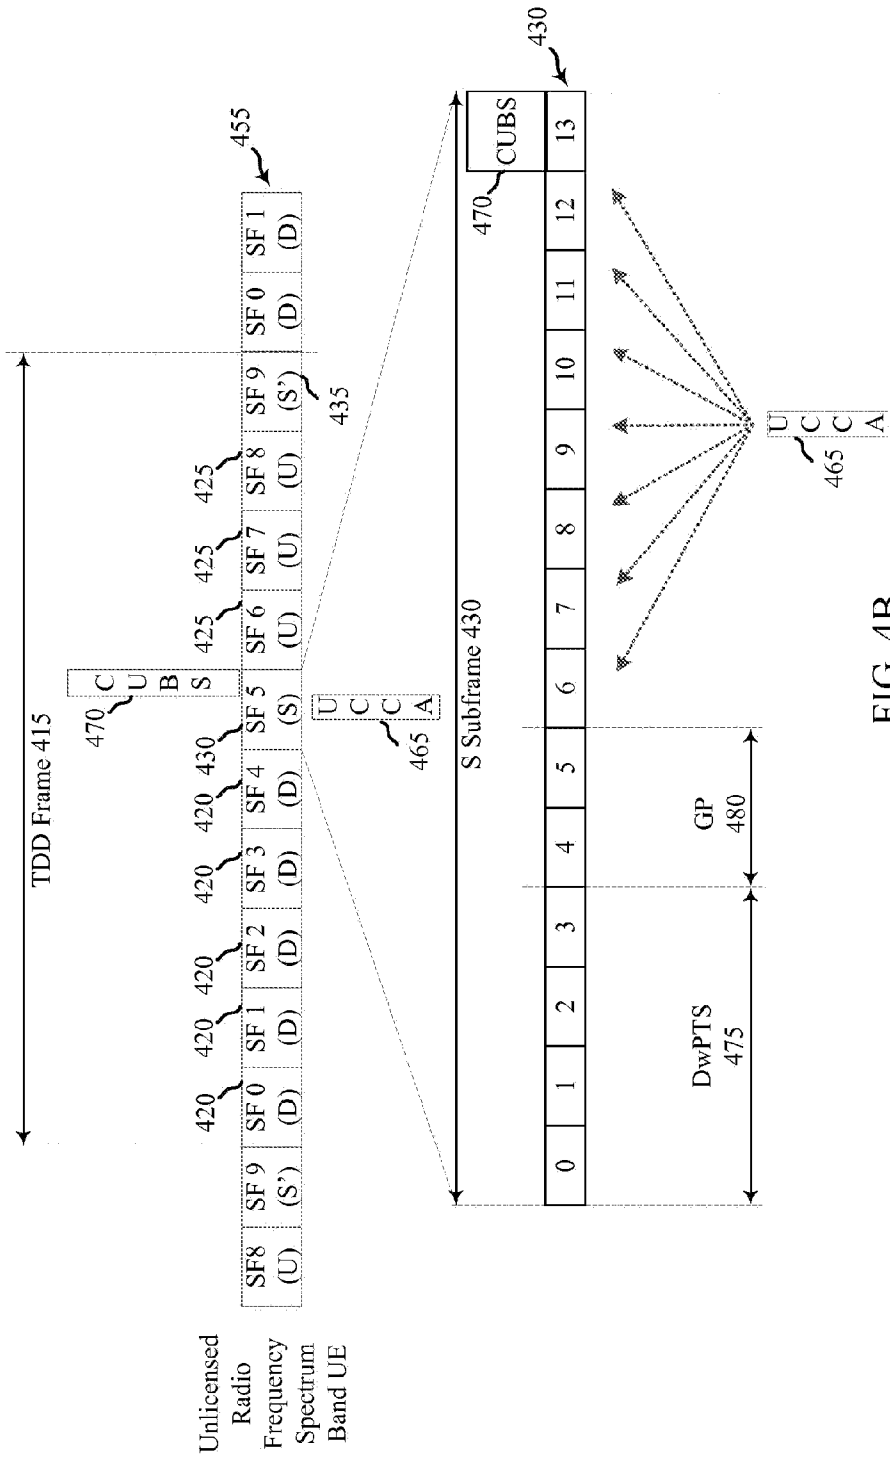 TDD Frame 415
CUBS
470
455
420
420
420
420
420
430
425
425
425
Unlicensed
Radio
Frequency
Spectrum
Band UE
SF8
(U)
SF 9
(S')
SF 0
(D)
SF 1
(D)
SF 2
(D)
SF 3
(D)
SF 4
(D)
SF 5
(S)
SF 6
(U)
SF 7
(U)
SF 8
(U)
SF 9
(S')
SF 0
(D)
SF 1
(D)
435
UCCA
465
S Subframe 430
470
CUBS
430
0
1
2
3
4
5
6
7
8
9
10
11
12
13
DwPTS
475
GP
480
UCCA
465
FIG. 4B